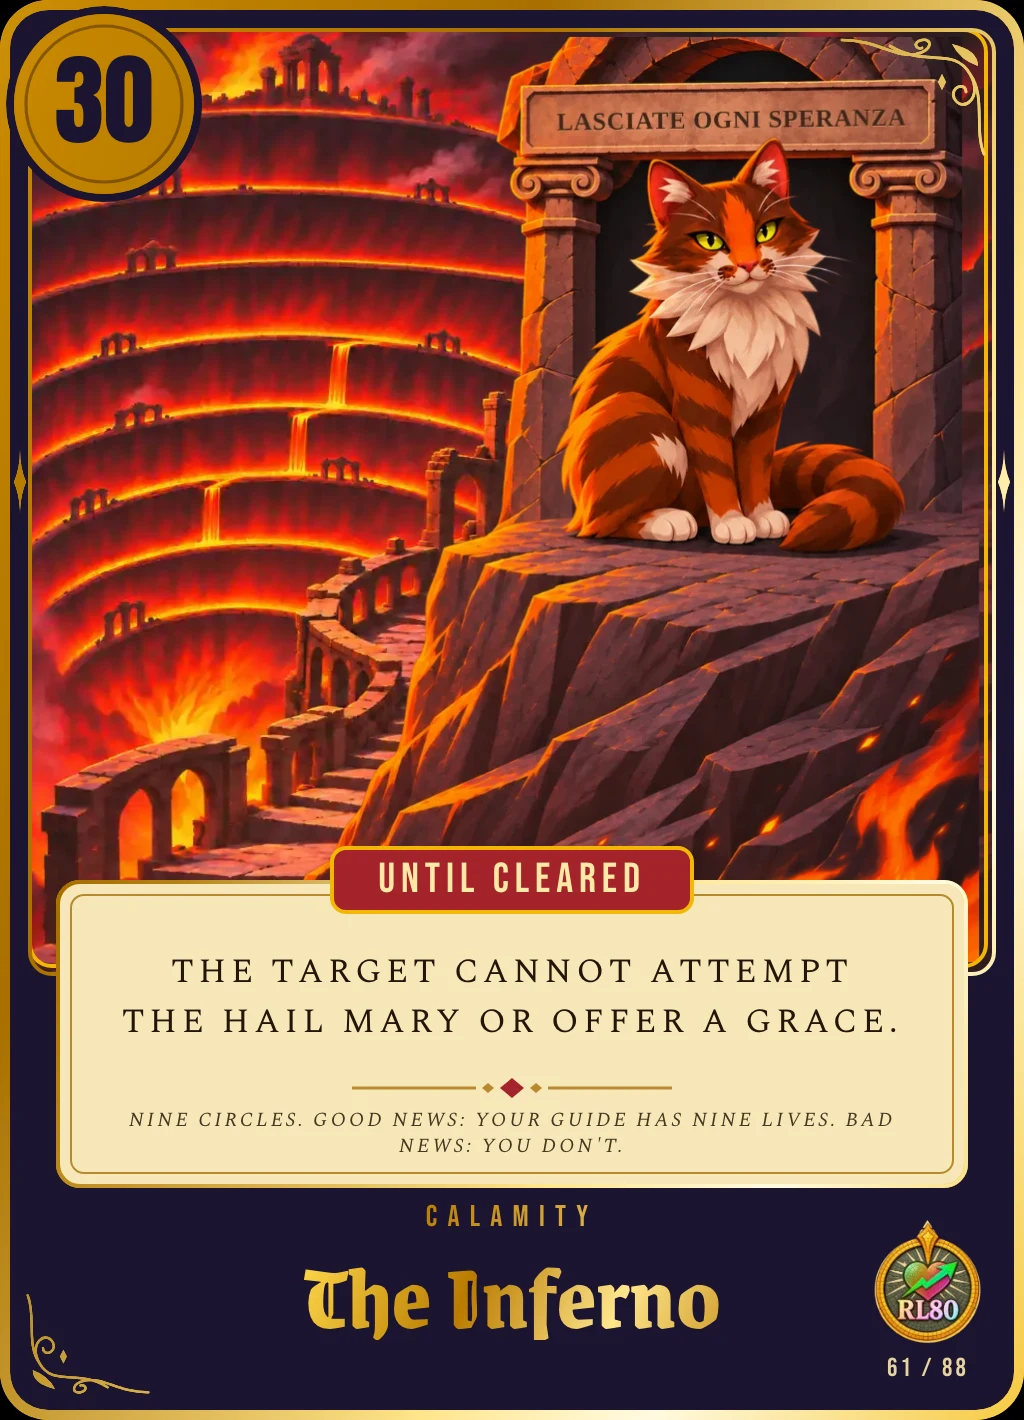 30
LASCIATE OGNI SPERANZA
UNTIL CLEARED
THE TARGET CANNOT ATTEMPT
THE HAIL MARY OR OFFER A GRACE.
NINE CIRCLES. GOOD NEWS: YOUR GUIDE HAS NINE LIVES. BAD
NEWS: YOU DON'T.
CALAMITY
The Inferno
RL80
61 / 88